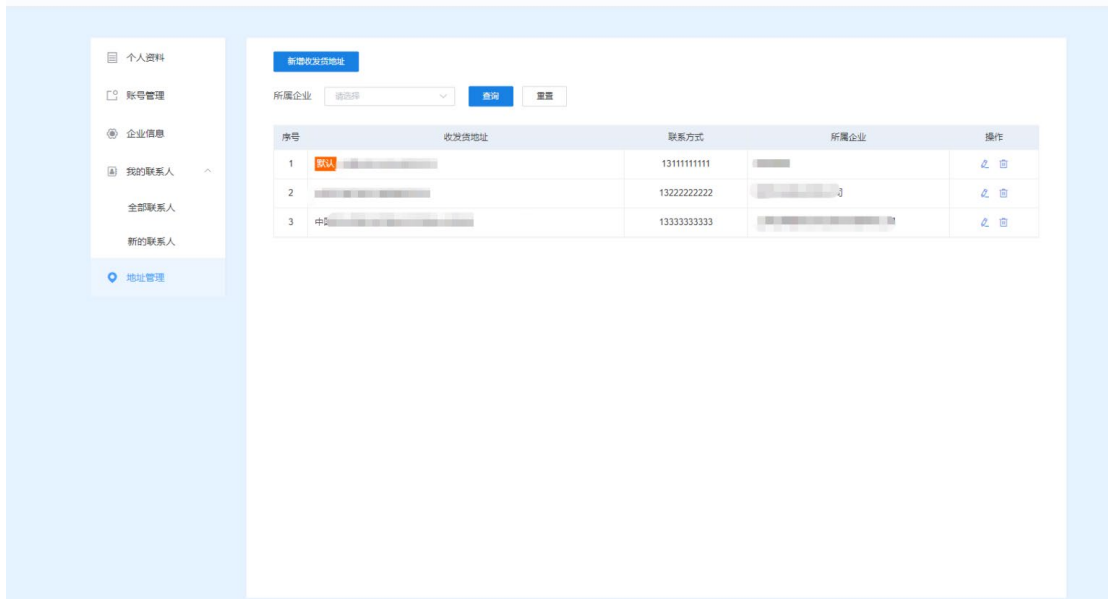 个人资料
账号管理
企业信息
我的联系人
全部联系人
新的联系人
地址管理
新增收发货地址
所属企业 请选择 查询 重置
序号 收发货地址 联系方式 所属企业 操作
1 默认 13111111111
2 13222222222
3 中 13333333333